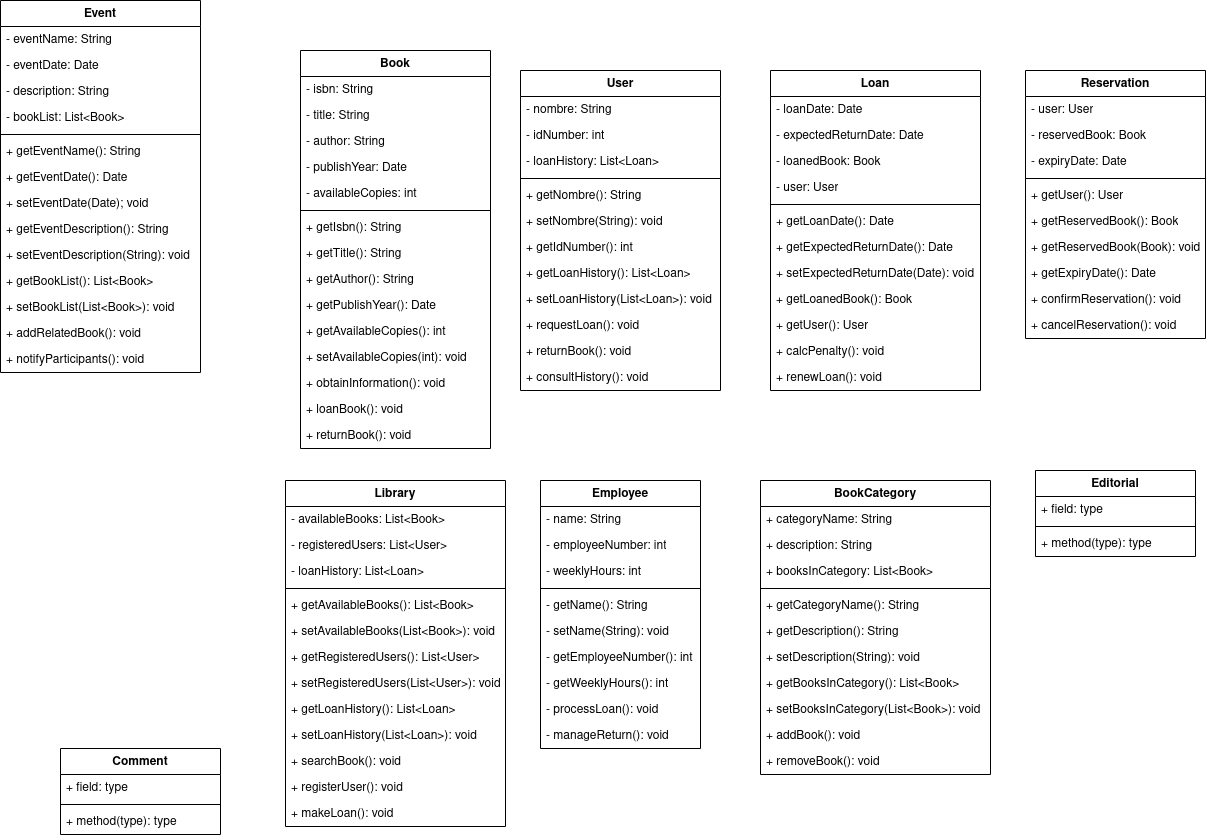 Event
- eventName: String
- eventDate: Date
- description: String
- bookList: List<Book>
+ getEventName(): String
+ getEventDate(): Date
+ setEventDate(Date); void
+ getEventDescription(): String
+ setEventDescription(String): void
+ getBookList(): List<Book>
+ setBookList(List<Book>): void
+ addRelatedBook(): void
+ notifyParticipants(): void
Book
- isbn: String
- title: String
- author: String
- publishYear: Date
- availableCopies: int
+ getIsbn(): String
+ getTitle(): String
+ getAuthor(): String
+ getPublishYear(): Date
+ getAvailableCopies(): int
+ setAvailableCopies(int): void
+ obtainInformation(): void
+ loanBook(): void
+ returnBook(): void
User
- nombre: String
- idNumber: int
- loanHistory: List<Loan>
+ getNombre(): String
+ setNombre(String): void
+ getIdNumber(): int
+ getLoanHistory(): List<Loan>
+ setLoanHistory(List<Loan>): void
+ requestLoan(): void
+ returnBook(): void
+ consultHistory(): void
Loan
- loanDate: Date
- expectedReturnDate: Date
- loanedBook: Book
- user: User
+ getLoanDate(): Date
+ getExpectedReturnDate(): Date
+ setExpectedReturnDate(Date): void
+ getLoanedBook(): Book
+ getUser(): User
+ calcPenalty(): void
+ renewLoan(): void
Reservation
- user: User
- reservedBook: Book
- expiryDate: Date
+ getUser(): User
+ getReservedBook(): Book
+ getReservedBook(Book): void
+ getExpiryDate(): Date
+ confirmReservation(): void
+ cancelReservation(): void
Library
- availableBooks: List<Book>
- registeredUsers: List<User>
- loanHistory: List<Loan>
+ getAvailableBooks(): List<Book>
+ setAvailableBooks(List<Book>): void
+ getRegisteredUsers(): List<User>
+ setRegisteredUsers(List<User>): void
+ getLoanHistory(): List<Loan>
+ setLoanHistory(List<Loan>): void
+ searchBook(): void
+ registerUser(): void
+ makeLoan(): void
Employee
- name: String
- employeeNumber: int
- weeklyHours: int
- getName(): String
- setName(String): void
- getEmployeeNumber(): int
- getWeeklyHours(): int
- processLoan(): void
- manageReturn(): void
BookCategory
+ categoryName: String
+ description: String
+ booksInCategory: List<Book>
+ getCategoryName(): String
+ getDescription(): String
+ setDescription(String): void
+ getBooksInCategory(): List<Book>
+ setBooksInCategory(List<Book>): void
+ addBook(): void
+ removeBook(): void
Editorial
+ field: type
+ method(type): type
Comment
+ field: type
+ method(type): type